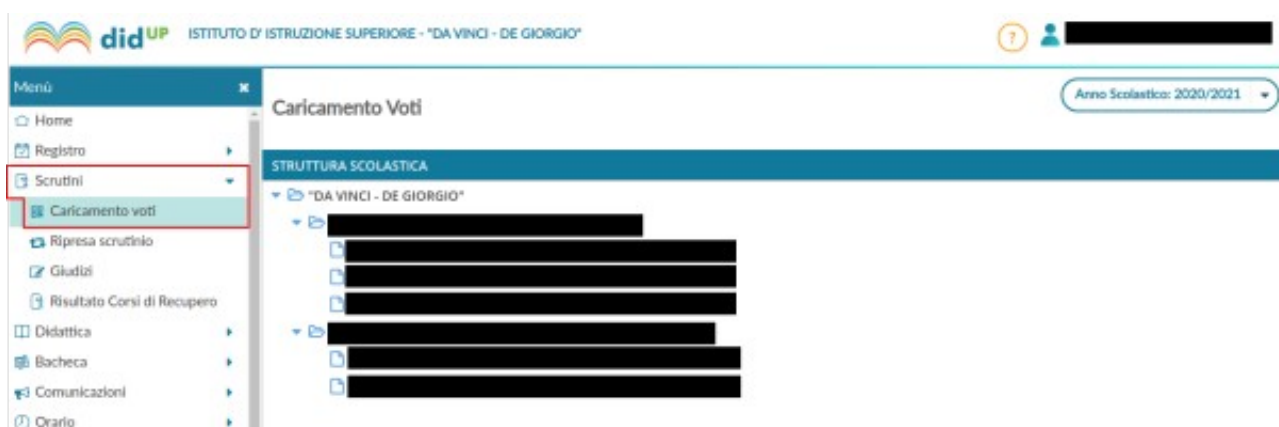 didUP ISTITUTO D' ISTRUZIONE SUPERIORE - "DA VINCI - DE GIORGIO"
?
Menù
Home
Registro
Scrutini
Caricamento voti
Ripresa scrutinio
Giudizi
Risultato Corsi di Recupero
Didattica
Bacheca
Comunicazioni
Orario
Caricamento Voti
Anno Scolastico: 2020/2021
STRUTTURA SCOLASTICA
"DA VINCI - DE GIORGIO"